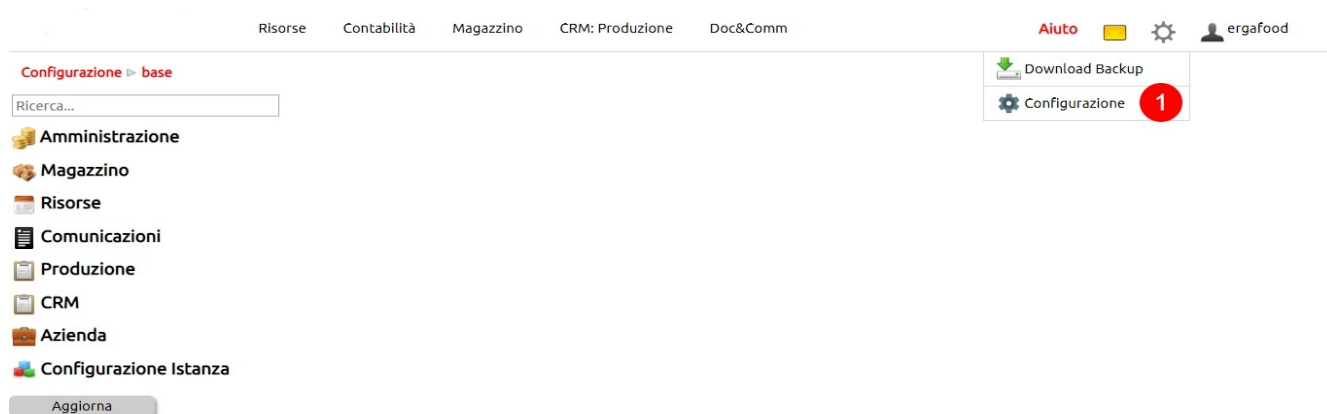 Risorse Contabilità Magazzino CRM: Produzione Doc&Comm Aiuto ergafood
Configurazione ▹ base
Download Backup
Ricerca...
Configurazione 1
Amministrazione
Magazzino
Risorse
Comunicazioni
Produzione
CRM
Azienda
Configurazione Istanza
Aggiorna